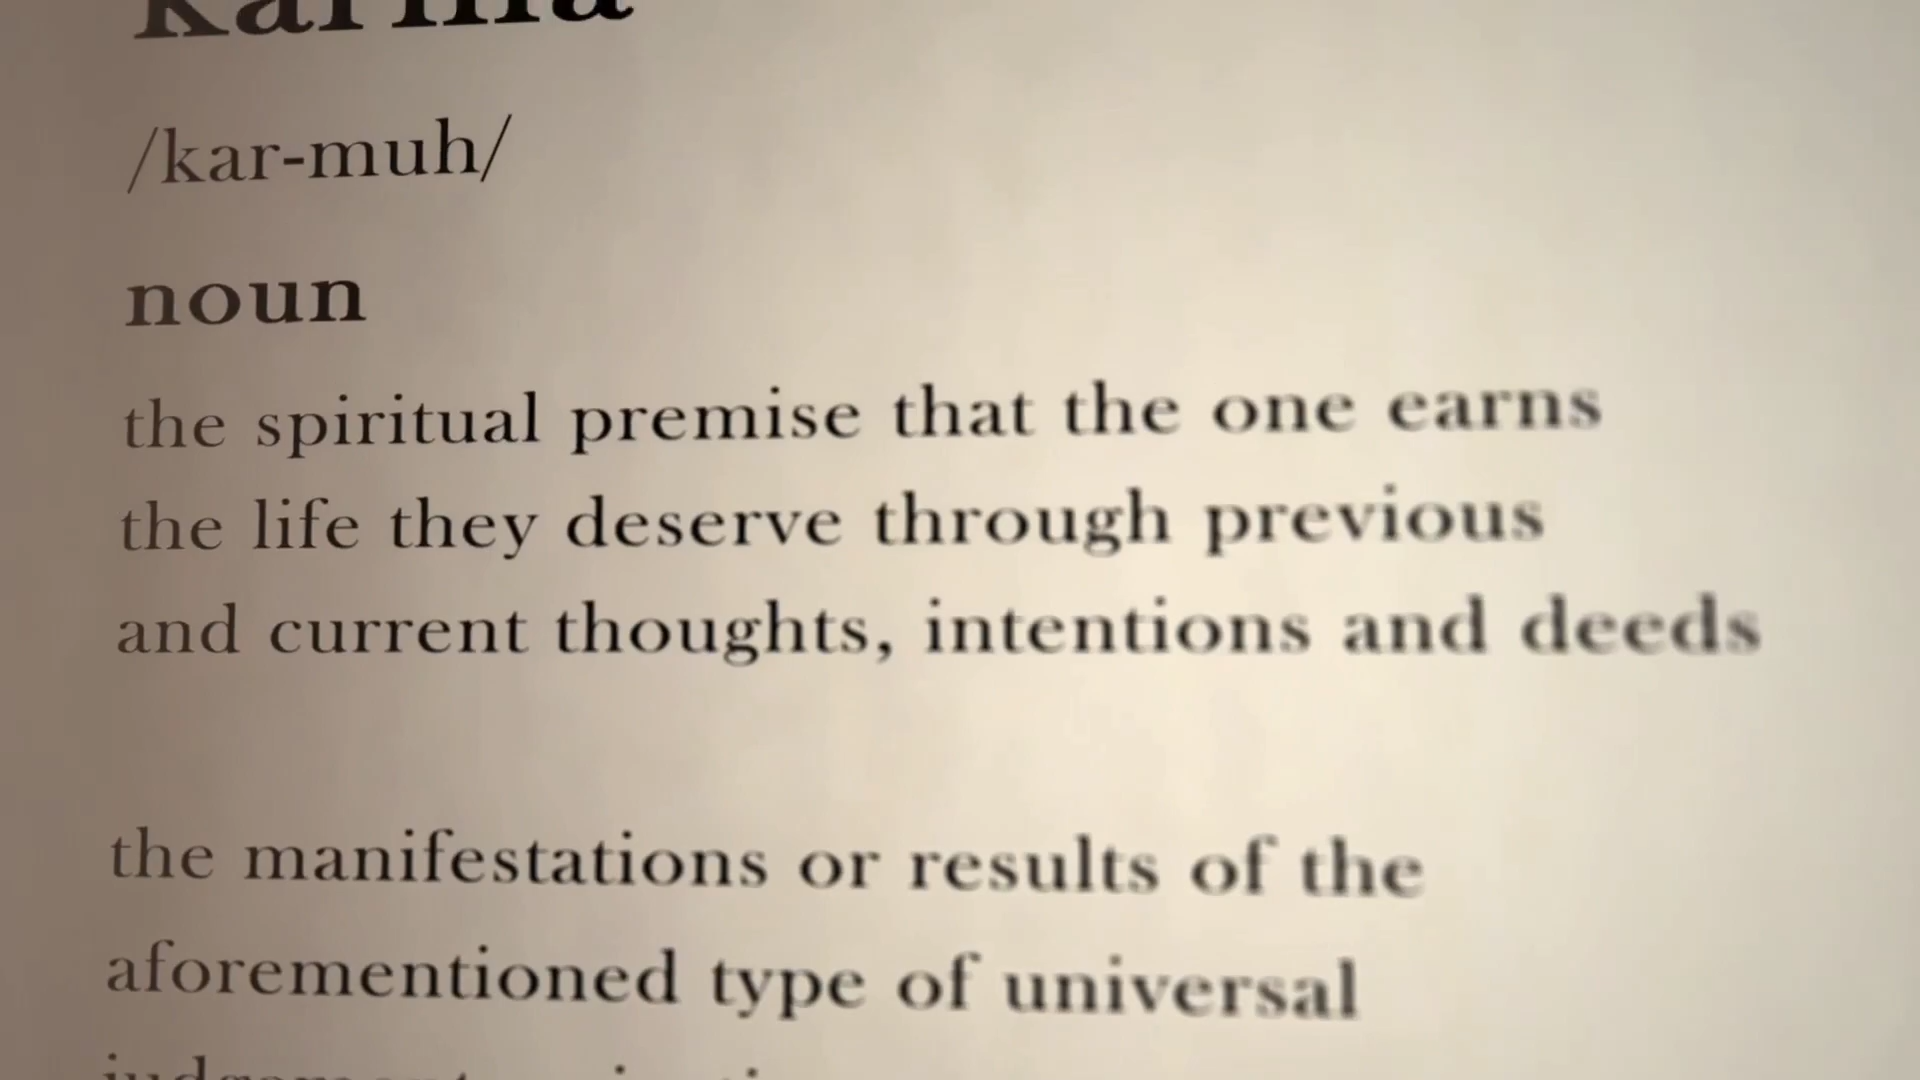 karma
/kar-muh/
noun
the spiritual premise that the one earns
the life they deserve through previous
and current thoughts, intentions and deeds
the manifestations or results of the
aforementioned type of universal